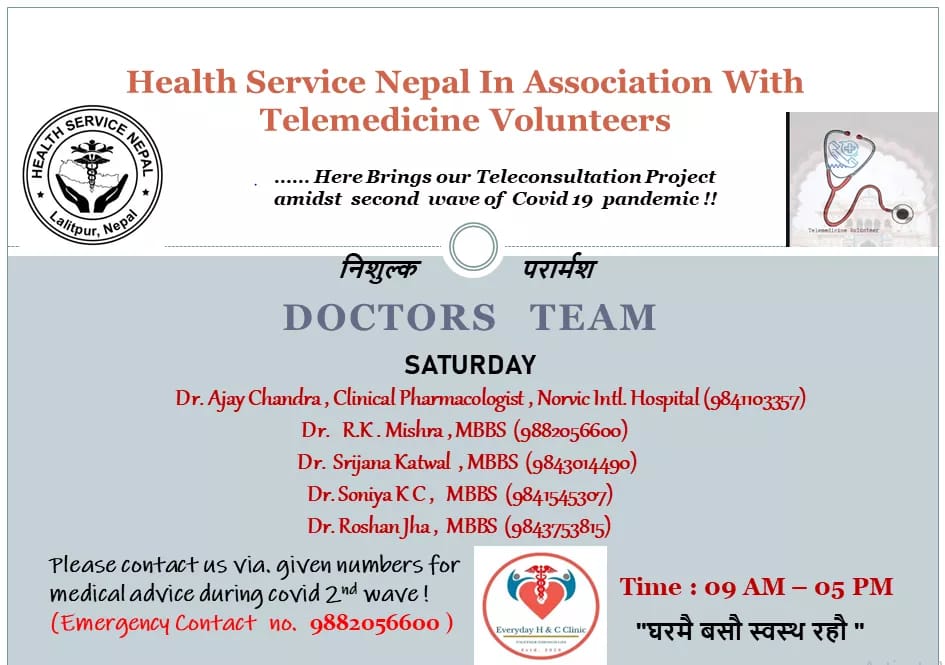 Health Service Nepal In Association With
Telemedicine Volunteers
HEALTH SERVICE NEPAL
Lalitpur, Nepal
...... Here Brings our Teleconsultation Project
amidst second wave of Covid 19 pandemic !!
Telemedicine Volunteer
निशुल्क परार्मश
DOCTORS TEAM
SATURDAY
Dr. Ajay Chandra , Clinical Pharmacologist , Norvic Intl. Hospital (9841103357)
Dr. R.K . Mishra , MBBS (9882056600)
Dr. Srijana Katwal , MBBS (9843014490)
Dr. Soniya K C , MBBS (9841545307)
Dr. Roshan Jha , MBBS (9843753815)
Please contact us via. given numbers for
medical advice during covid 2nd wave !
(Emergency Contact no. 9882056600 )
Everyday H & C Clinic
Time : 09 AM – 05 PM
"घरमै बसौ स्वस्थ रहौ "